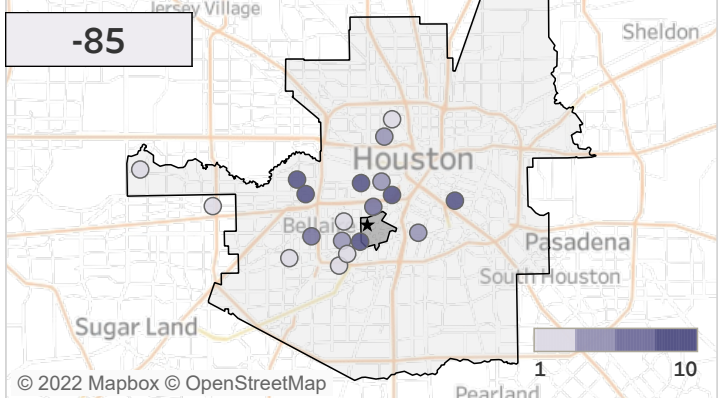 Jersey Village
-85
Sheldon
Houston
Bellaire
Pasadena
South Houston
Sugar Land
1 10
© 2022 Mapbox © OpenStreetMap
Pearland